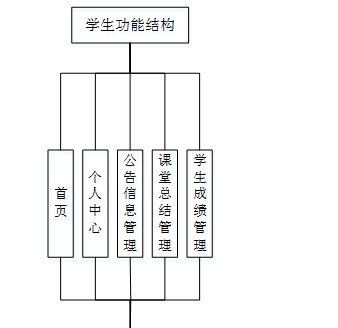 学生功能结构
首页
个人中心
公告信息管理
课堂总结管理
学生成绩管理